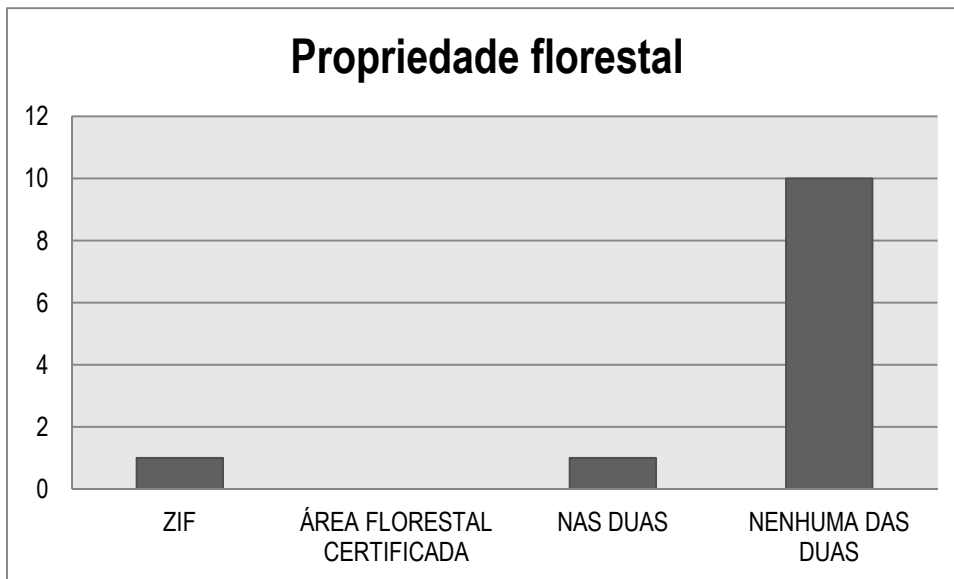 Propriedade florestal
12
10
8
6
4
2
0
ZIF
ÁREA FLORESTAL
CERTIFICADA
NAS DUAS
NENHUMA DAS
DUAS